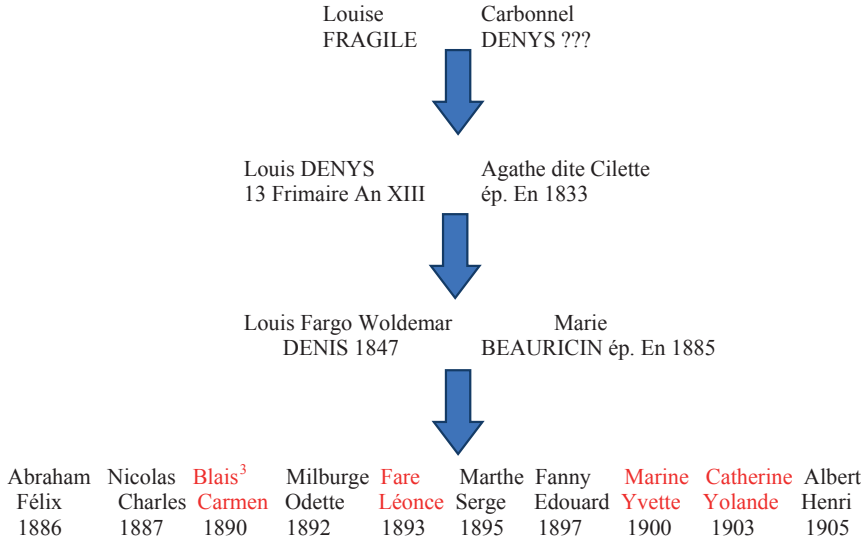 Louise Carbonnel
FRAGILE DENYS ???
Louis DENYS Agathe dite Cilette
13 Frimaire An XIII ép. En 1833
Louis Fargo Woldemar Marie
DENIS 1847 BEAURICIN ép. En 1885
Abraham Nicolas Blais³ Milburge Fare Marthe Fanny Marine Catherine Albert
Félix Charles Carmen Odette Léonce Serge Edouard Yvette Yolande Henri
1886 1887 1890 1892 1893 1895 1897 1900 1903 1905